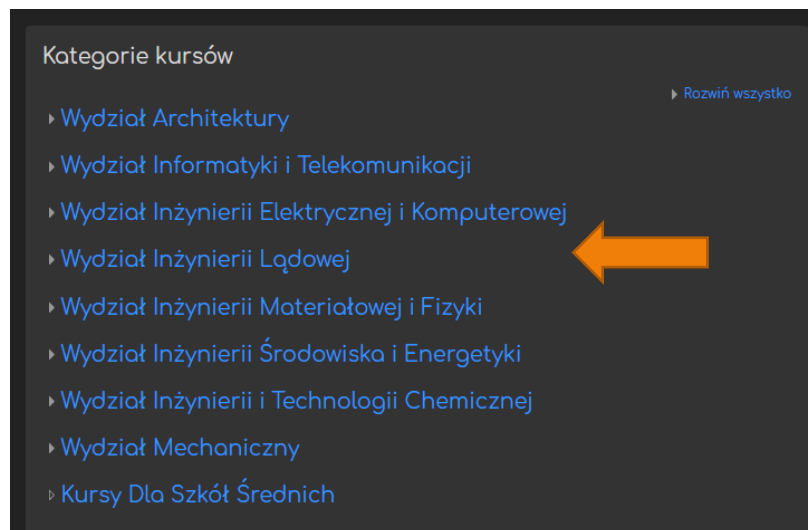 Kategorie kursów
Rozwiń wszystko
Wydział Architektury
Wydział Informatyki i Telekomunikacji
Wydział Inżynierii Elektrycznej i Komputerowej
Wydział Inżynierii Lądowej
Wydział Inżynierii Materiałowej i Fizyki
Wydział Inżynierii Środowiska i Energetyki
Wydział Inżynierii i Technologii Chemicznej
Wydział Mechaniczny
Kursy Dla Szkół Średnich